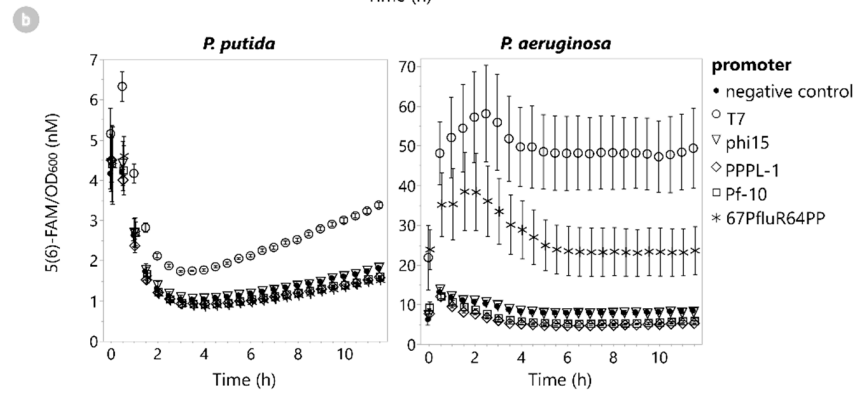 b
P. putida
P. aeruginosa
7
6
5
4
3
2
1
0
5(6)-FAM/OD600 (nM)
0 2 4 6 8 10
Time (h)
70
60
50
40
30
20
10
0
0 2 4 6 8 10
Time (h)
promoter
negative control
T7
phi15
PPPL-1
Pf-10
67PfluR64PP